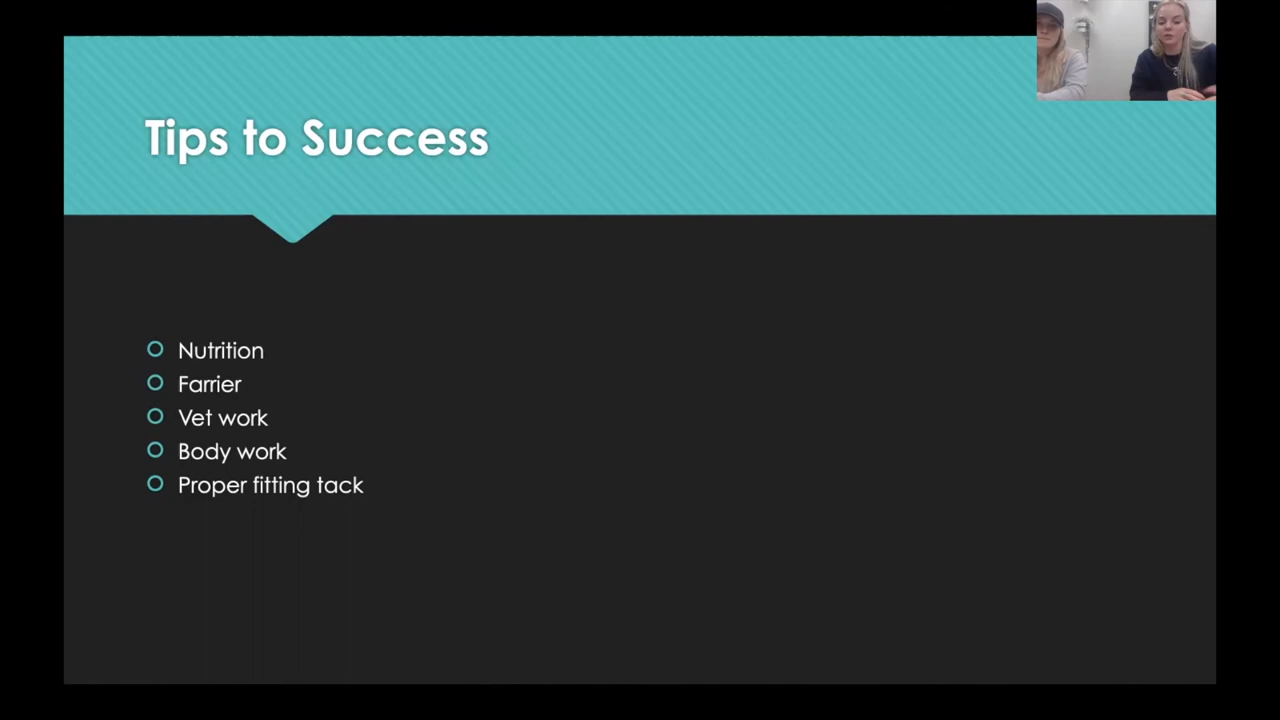 Tips to Success
Nutrition
Farrier
Vet work
Body work
Proper fitting tack